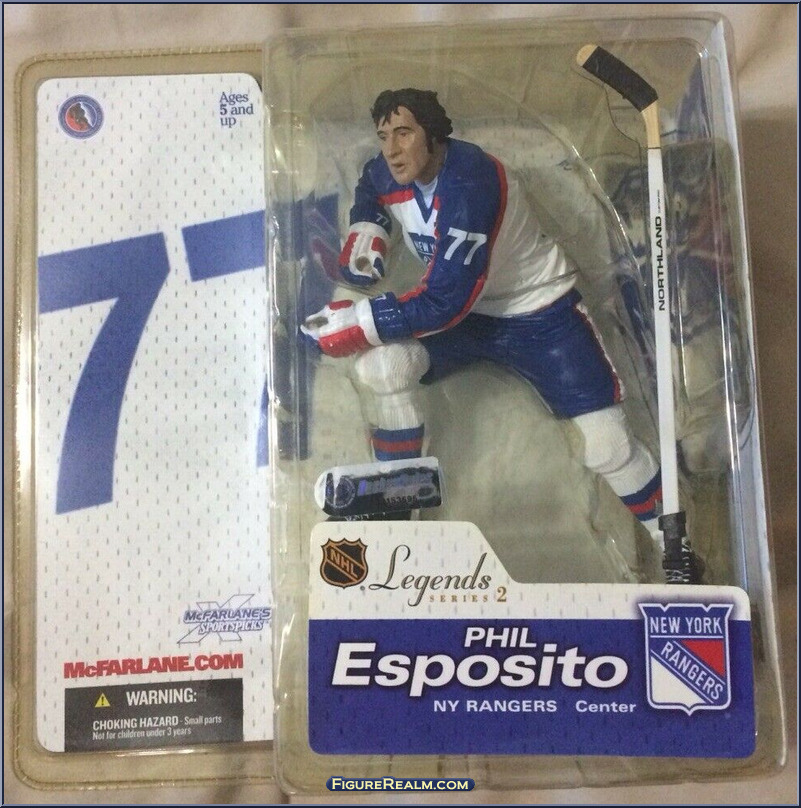 Ages
5 and
up
77
77
77
NEW
NORTHLAND
NHL
Legends
SERIES 2
PHIL
Esposito
NY RANGERS Center
NEW YORK
RANGERS
McFARLANE'S
SPORTSPICKS
McFARLANE.COM
WARNING:
CHOKING HAZARD - Small parts
Not for children under 3 years
FIGUREREALM.COM